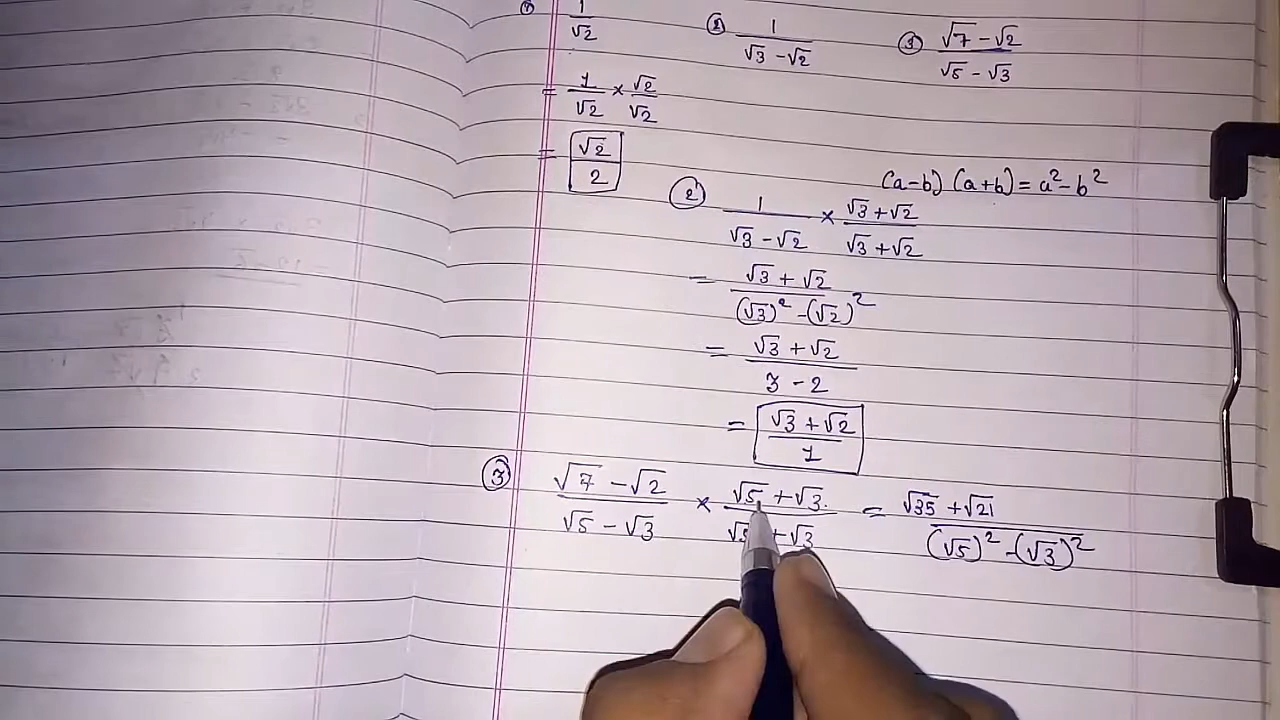 ① 1/√2 ② 1/(√3 - √2) ③ (√7 - √2)/(√5 - √3)
= 1/√2 × √2/√2
= √2/2
(a-b) (a+b) = a² - b²
② 1/(√3 - √2) × (√3 + √2)/(√3 + √2)
= (√3 + √2)/((√3)² - (√2)²)
= (√3 + √2)/(3 - 2)
= (√3 + √2)/1
③ (√7 - √2)/(√5 - √3) × (√5 + √3)/(√5 + √3) = (√35 + √21)/((√5)² - (√3)²)